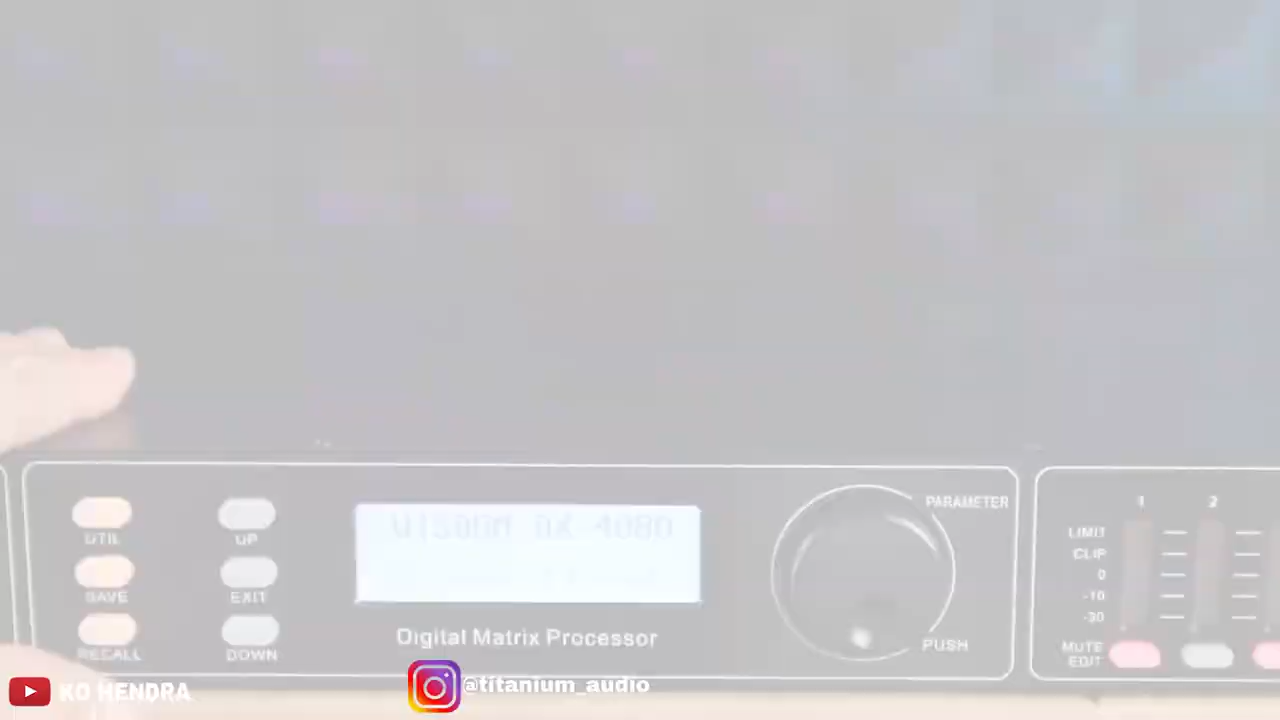 PARAMETER
1 2
LIMIT
CLIP
0
-10
-30
MUTE
EDIT
UTIL
UP
SAVE
EXIT
RECALL
DOWN
Digital Matrix Processor
PUSH
KO HENDRA
@titanium_audio